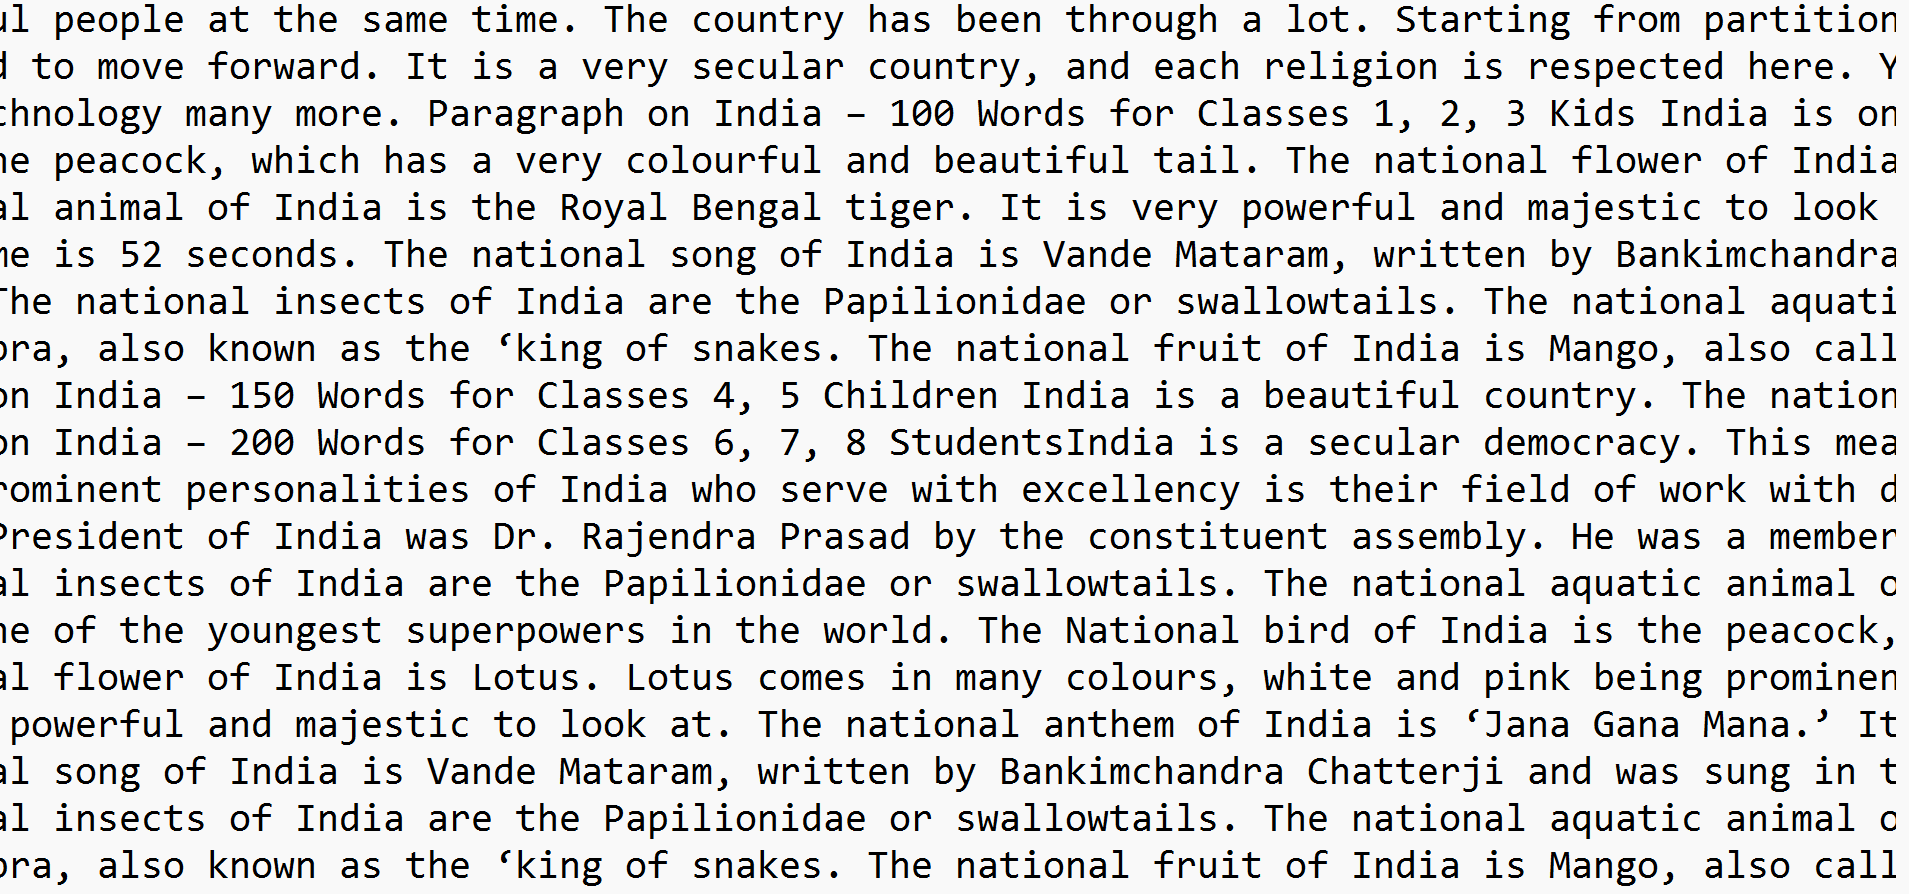 people at the same time. The country has been through a lot. Starting from partition
to move forward. It is a very secular country, and each religion is respected here.
chnology many more. Paragraph on India – 100 Words for Classes 1, 2, 3 Kids India is on
peacock, which has a very colourful and beautiful tail. The national flower of India
al animal of India is the Royal Bengal tiger. It is very powerful and majestic to look
me is 52 seconds. The national song of India is Vande Mataram, written by Bankimchandra
The national insects of India are the Papilionidae or swallowtails. The national aquati
bra, also known as the ‘king of snakes. The national fruit of India is Mango, also call
on India – 150 Words for Classes 4, 5 Children India is a beautiful country. The nation
on India – 200 Words for Classes 6, 7, 8 StudentsIndia is a secular democracy. This mea
rominent personalities of India who serve with excellency is their field of work with d
President of India was Dr. Rajendra Prasad by the constituent assembly. He was a member
al insects of India are the Papilionidae or swallowtails. The national aquatic animal o
ne of the youngest superpowers in the world. The National bird of India is the peacock,
al flower of India is Lotus. Lotus comes in many colours, white and pink being prominen
powerful and majestic to look at. The national anthem of India is ‘Jana Gana Mana.’ It
al song of India is Vande Mataram, written by Bankimchandra Chatterji and was sung in t
al insects of India are the Papilionidae or swallowtails. The national aquatic animal o
bra, also known as the ‘king of snakes. The national fruit of India is Mango, also call